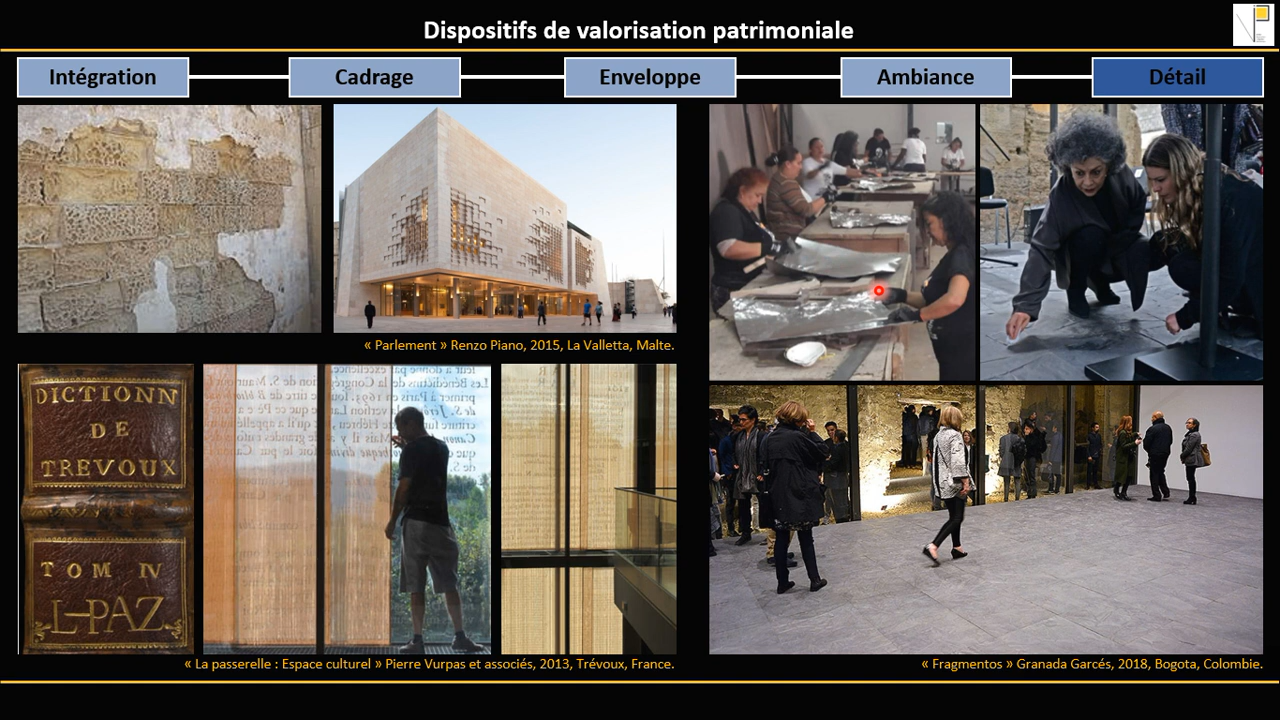 Dispositifs de valorisation patrimoniale
Intégration
Cadrage
Enveloppe
Ambiance
Détail
« Parlement » Renzo Piano, 2015, La Valletta, Malte.
DICTIONN
DE
TREVOUX
TOM IV
L-PAZ
« La passerelle : Espace culturel » Pierre Vurpas et associés, 2013, Trévoux, France.
« Fragmentos » Granada Garcés, 2018, Bogota, Colombie.